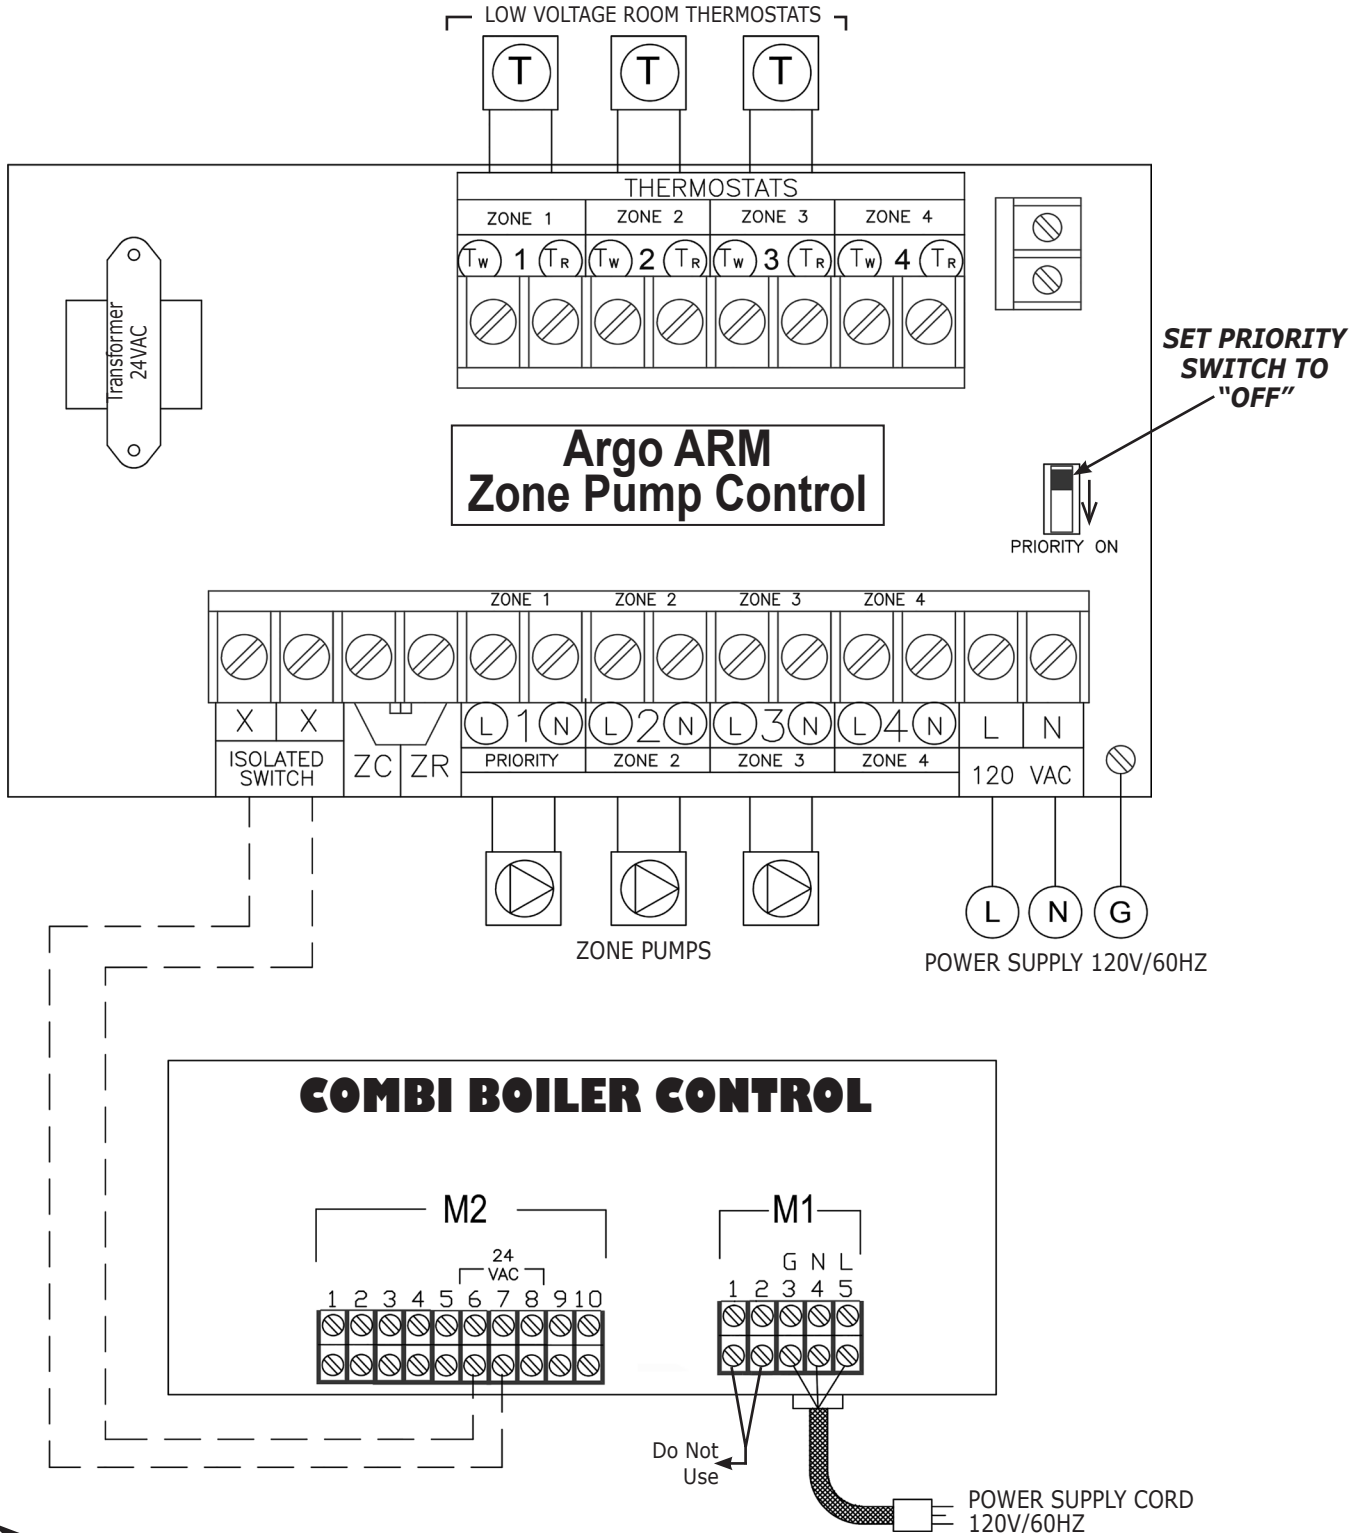 LOW VOLTAGE ROOM THERMOSTATS
T T T
THERMOSTATS
ZONE 1 ZONE 2 ZONE 3 ZONE 4
TW 1 TR TW 2 TR TW 3 TR TW 4 TR
Transformer
24VAC
SET PRIORITY
SWITCH TO
“OFF”
Argo ARM
Zone Pump Control
PRIORITY ON
ZONE 1 ZONE 2 ZONE 3 ZONE 4
X X L 1 N L 2 N L 3 N L 4 N L N
ISOLATED
SWITCH
ZC ZR
PRIORITY ZONE 2 ZONE 3 ZONE 4
120 VAC
L N G
ZONE PUMPS
POWER SUPPLY 120V/60HZ
COMBI BOILER CONTROL
M2 M1
24
VAC
G N L
1 2 3 4 5 6 7 8 9 10
1 2 3 4 5
Do Not
Use
POWER SUPPLY CORD
120V/60HZ